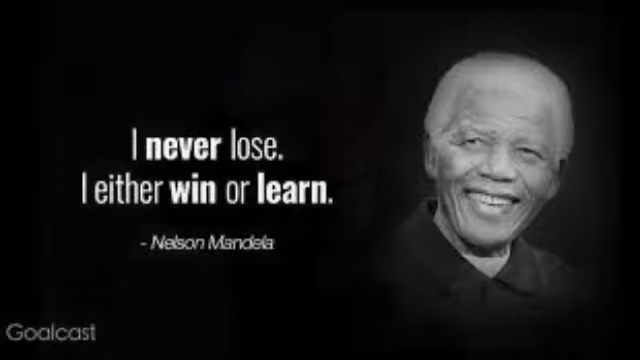 I never lose.
I either win or learn.
- Nelson Mandela
Goalcast